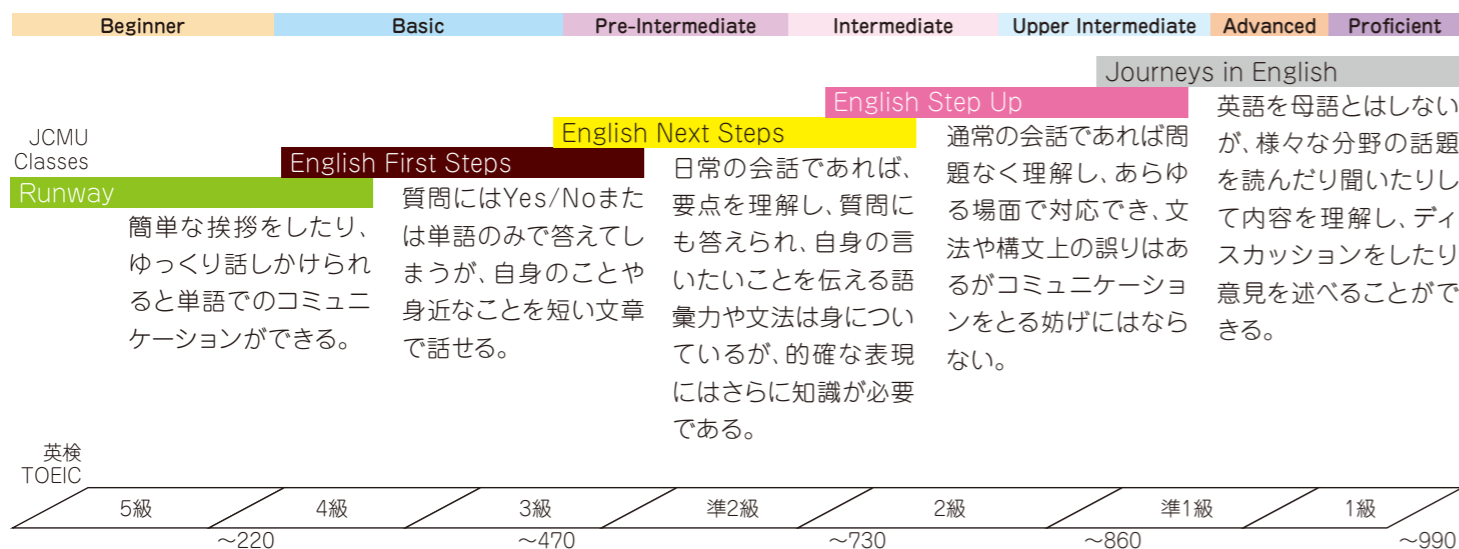 Beginner Basic Pre-Intermediate Intermediate Upper Intermediate Advanced Proficient
JCMU
Classes
Runway
簡単な挨拶をしたり、
ゆっくり話しかけられ
ると単語でのコミュニ
ケーションができる。
English First Steps
質問にはYes/Noまた
は単語のみで答えてし
まうが、自身のことや
身近なことを短い文章
で話せる。
English Next Steps
日常の会話であれば、
要点を理解し、質問に
も答えられ、自身の言
いたいことを伝える語
彙力や文法は身につい
ているが、的確な表現
にはさらに知識が必要
である。
English Step Up
通常の会話であれば問
題なく理解し、あらゆ
る場面で対応でき、文
法や構文上の誤りはあ
るがコミュニケーショ
ンをとる妨げにはなら
ない。
Journeys in English
英語を母語とはしない
が、様々な分野の話題
を読んだり聞いたりし
て内容を理解し、ディ
スカッションをしたり
意見を述べることがで
きる。
英検
TOEIC
5級 4級 3級 準2級 2級 準1級 1級
～220 ～470 ～730 ～860 ～990